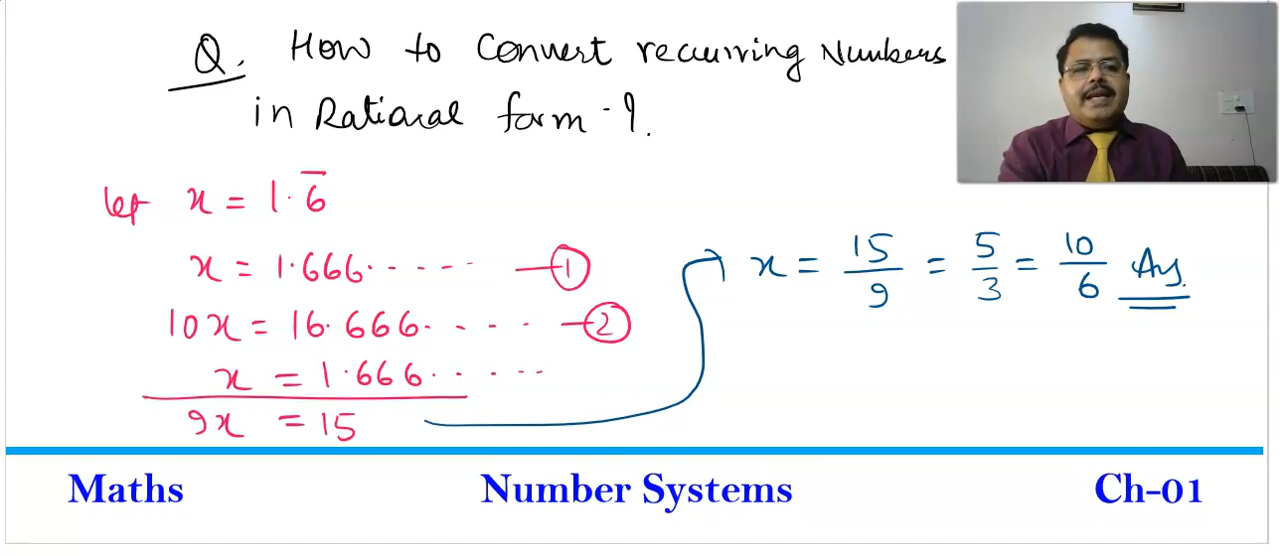 Q. How to Convert recurring Numbers
in Rational form - ?.
let x = 1.6̅
x = 1.666..... —①
10x = 16.666..... —②
x = 1.666.....
9x = 15
x = 15/9 = 5/3 = 10/6 Ans.
Maths Number Systems Ch-01